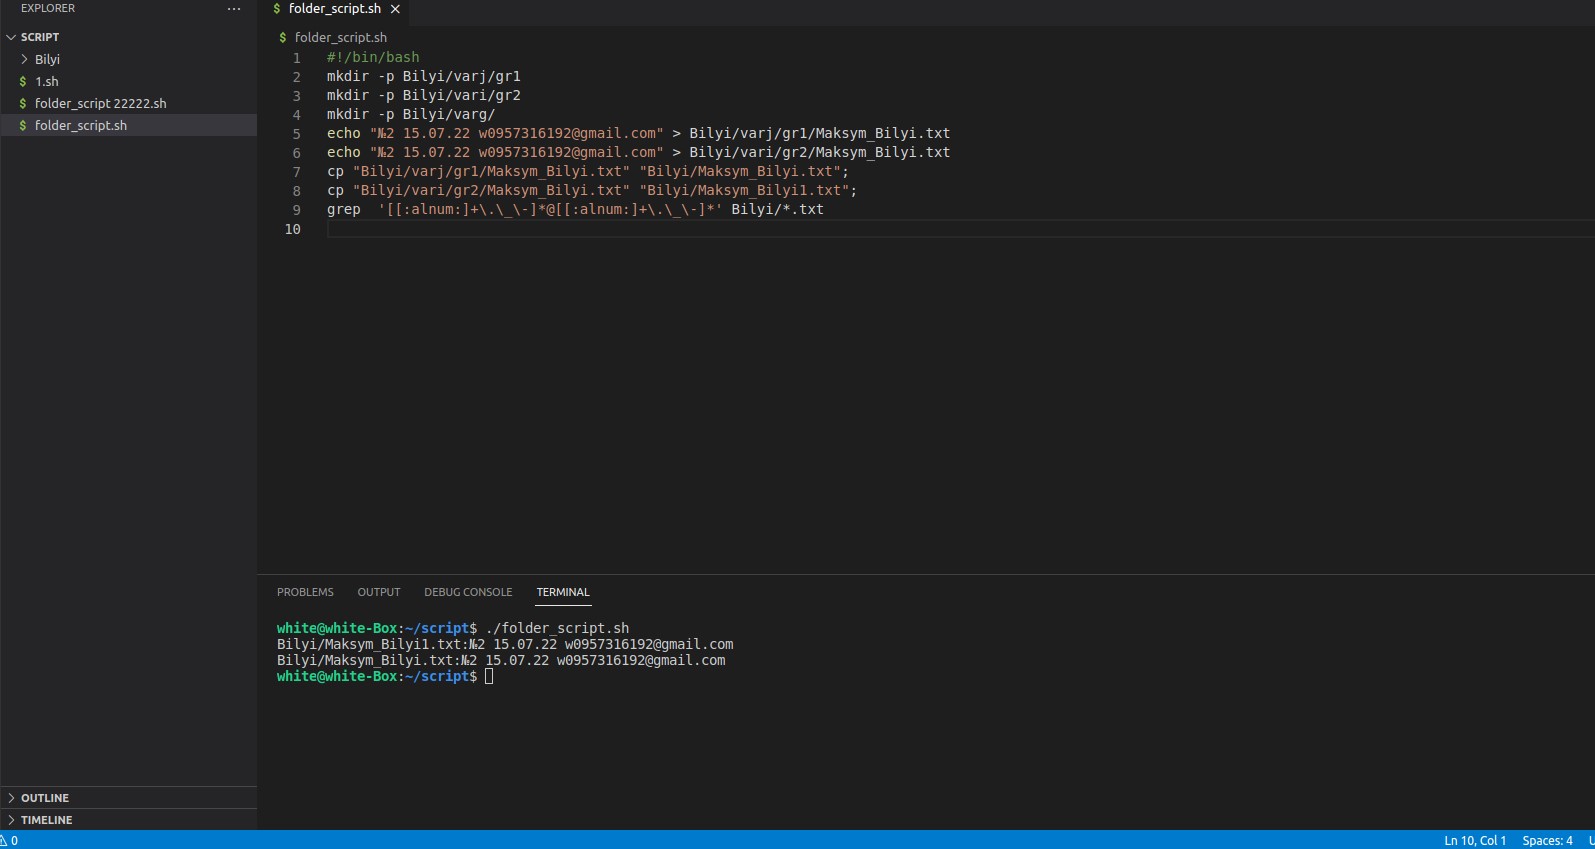 EXPLORER
···
SCRIPT
Bilyi
$ 1.sh
$ folder_script 22222.sh
$ folder_script.sh
$ folder_script.sh ×
$ folder_script.sh
1 #!/bin/bash
2 mkdir -p Bilyi/varj/gr1
3 mkdir -p Bilyi/vari/gr2
4 mkdir -p Bilyi/varg/
5 echo "№2 15.07.22 w0957316192@gmail.com" > Bilyi/varj/gr1/Maksym_Bilyi.txt
6 echo "№2 15.07.22 w0957316192@gmail.com" > Bilyi/vari/gr2/Maksym_Bilyi.txt
7 cp "Bilyi/varj/gr1/Maksym_Bilyi.txt" "Bilyi/Maksym_Bilyi.txt";
8 cp "Bilyi/vari/gr2/Maksym_Bilyi.txt" "Bilyi/Maksym_Bilyi1.txt";
9 grep  '[[:alnum:]+\.\_\-]*@[[:alnum:]+\.\_\-]*' Bilyi/*.txt
10
PROBLEMS OUTPUT DEBUG CONSOLE TERMINAL
white@white-Box:~/script$ ./folder_script.sh
Bilyi/Maksym_Bilyi1.txt:№2 15.07.22 w0957316192@gmail.com
Bilyi/Maksym_Bilyi.txt:№2 15.07.22 w0957316192@gmail.com
white@white-Box:~/script$
OUTLINE
TIMELINE
0
Ln 10, Col 1 Spaces: 4